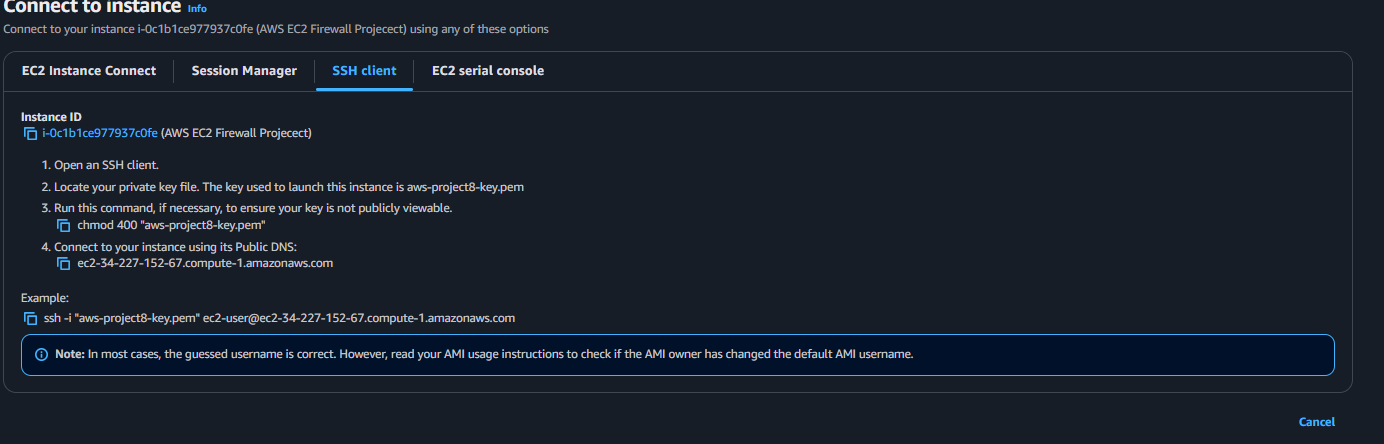 Connect to instance Info
Connect to your instance i-0c1b1ce977937c0fe (AWS EC2 Firewall Projecect) using any of these options
EC2 Instance Connect Session Manager SSH client EC2 serial console
Instance ID
i-0c1b1ce977937c0fe (AWS EC2 Firewall Projecect)
1. Open an SSH client.
2. Locate your private key file. The key used to launch this instance is aws-project8-key.pem
3. Run this command, if necessary, to ensure your key is not publicly viewable.
chmod 400 "aws-project8-key.pem"
4. Connect to your instance using its Public DNS:
ec2-34-227-152-67.compute-1.amazonaws.com
Example:
ssh -i "aws-project8-key.pem" ec2-user@ec2-34-227-152-67.compute-1.amazonaws.com
Note: In most cases, the guessed username is correct. However, read your AMI usage instructions to check if the AMI owner has changed the default AMI username.
Cancel